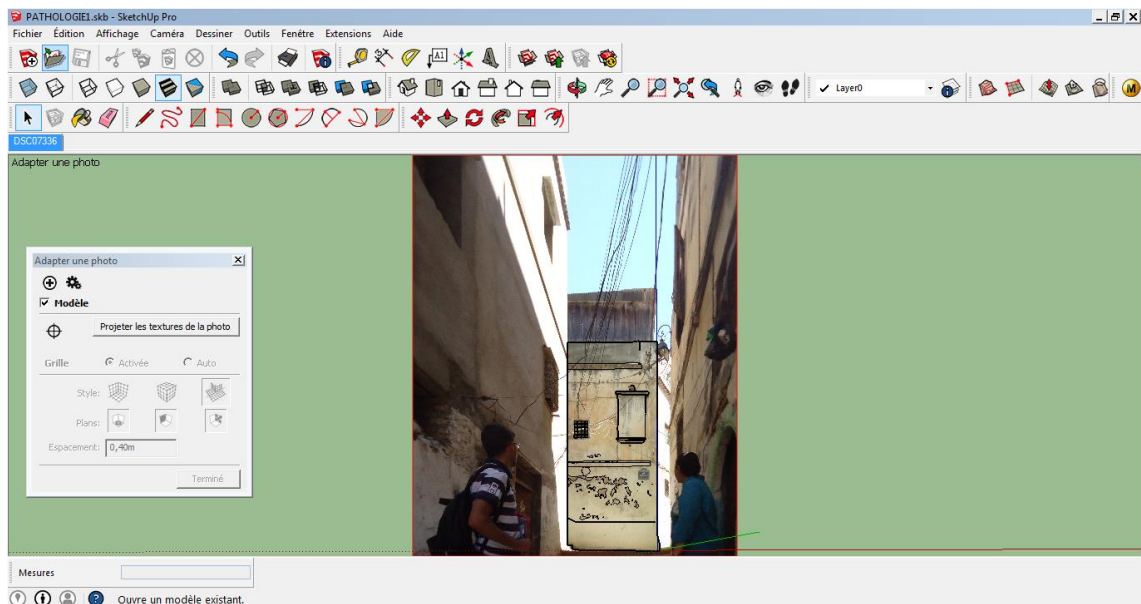 PATHOLOGIE1.skb - SketchUp Pro
Fichier Édition Affichage Caméra Dessiner Outils Fenêtre Extensions Aide
A1
Layer0
M
DSC07336
Adapter une photo
Adapter une photo
Modèle
Projeter les textures de la photo
Grille Activée Auto
Style:
Plans:
Espacement: 0,40m
Terminé
Mesures
Ouvre un modèle existant.